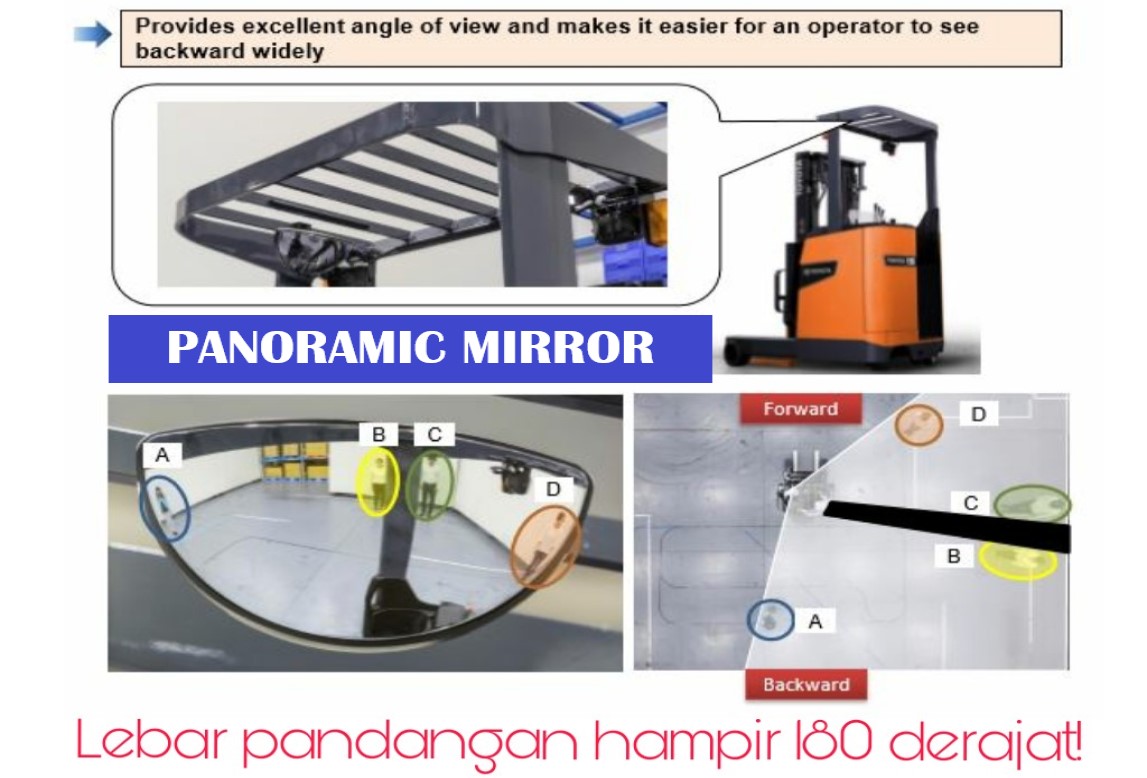 Provides excellent angle of view and makes it easier for an operator to see
backward widely
PANORAMIC MIRROR
A
B
C
D
Forward
D
C
B
A
Backward
Lebar pandangan hampir 180 derajat!